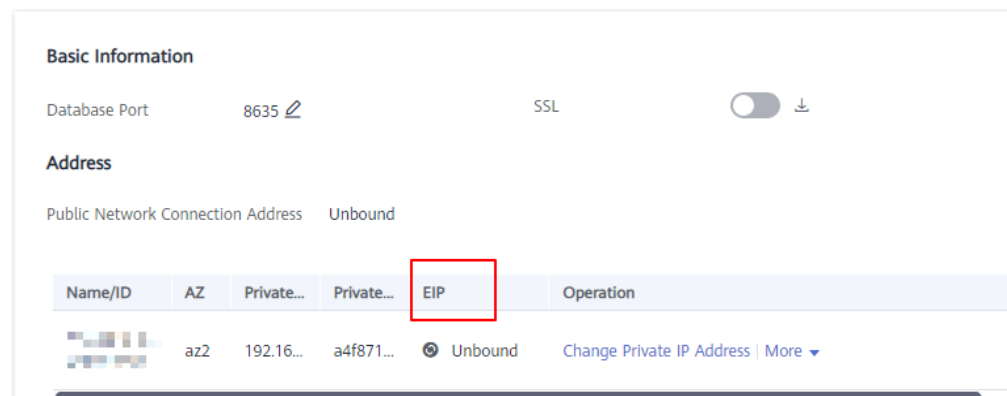 Basic Information
Database Port 8635 SSL
Address
Public Network Connection Address Unbound
Name/ID AZ Private... Private... EIP Operation
az2 192.16... a4f871... Unbound Change Private IP Address More